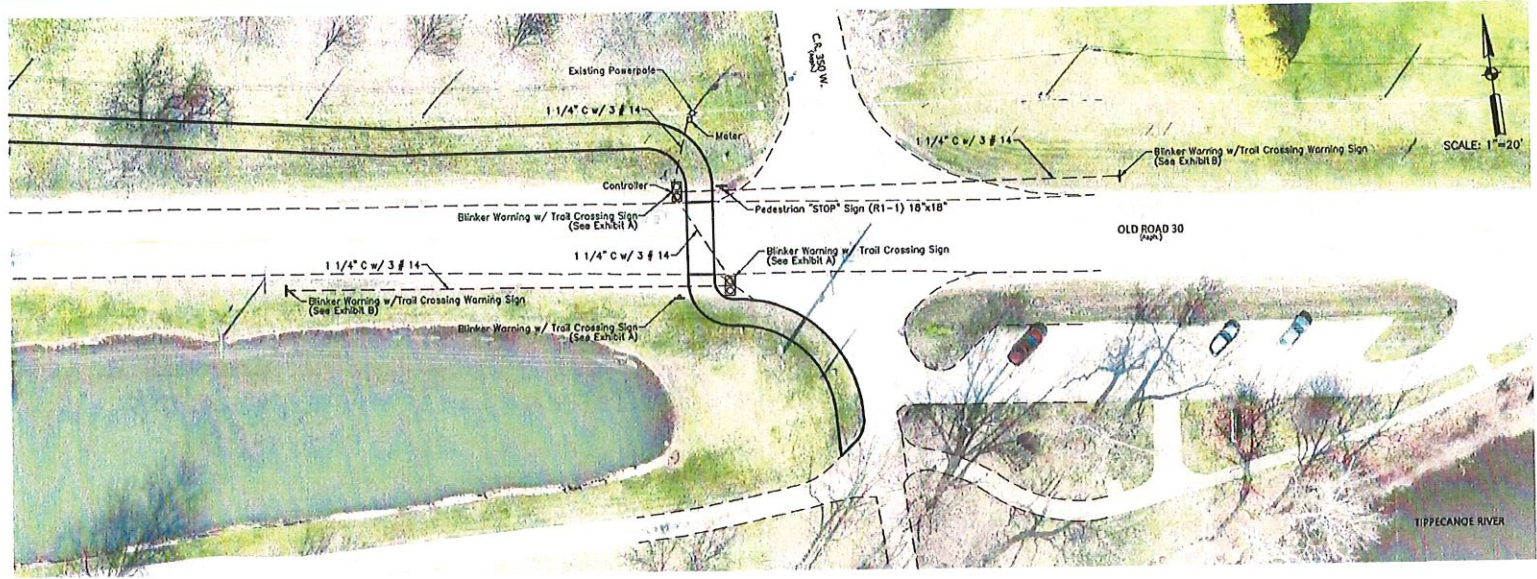 C.R. 350 W.
(Asph.)
Existing Powerpole
1 1/4" C w/ 3 # 14
Meter
1 1/4" C w/ 3 # 14
Blinker Warning w/Trail Crossing Warning Sign
(See Exhibit B)
SCALE: 1"=20'
Controller
Blinker Warning w/ Trail Crossing Sign
(See Exhibit A)
Pedestrian "STOP" Sign (R1-1) 18"x18"
OLD ROAD 30
(Asph.)
1 1/4" C w/ 3 # 14
Blinker Warning w/ Trail Crossing Sign
(See Exhibit A)
1 1/4" C w/ 3 # 14
Blinker Warning w/Trail Crossing Warning Sign
(See Exhibit B)
Blinker Warning w/ Trail Crossing Sign
(See Exhibit A)
TIPPECANOE RIVER